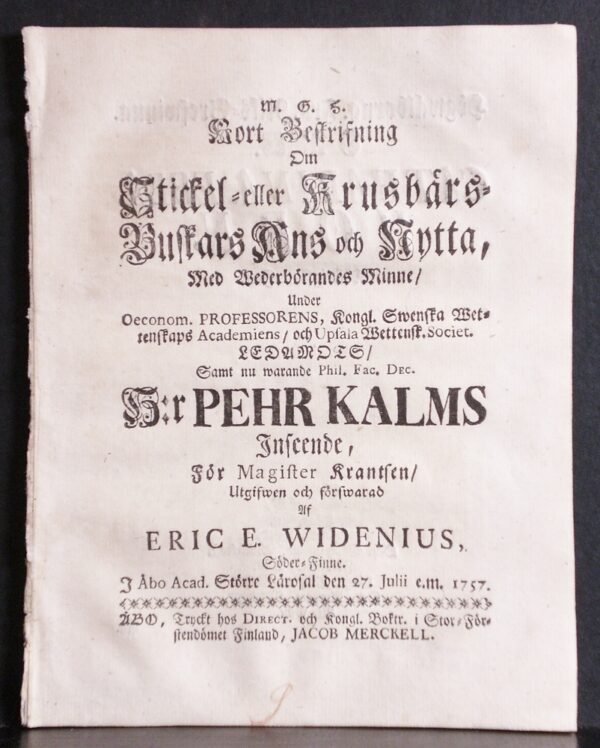 M. G. H.
Kort Beskrifning
Om
Stickel- eller Krusbärs-
Buskars Ans och Nytta,
Med Wederbörandes Minne/
Under
Oeconom. PROFESSORENS, Kongl. Swenska Wet-
tenskaps Academiens/ och Upsala Wettensk. Societ.
LEDAMOTS/
Samt nu warande Phil. Fac. Dec.
H:r PEHR KALMS
Inseende,
För Magister Krantsen/
Utgifwen och förswarad
Af
ERIC E. WIDENIUS,
Söder-Finne.
I Åbo Acad. Större Lärosal den 27. Julii e.m. 1757.
ÅBO, Tryckt hos DIRECT. och Kongl. Boktr. i Stor-För-
stendömet Finland, JACOB MERCKELL.